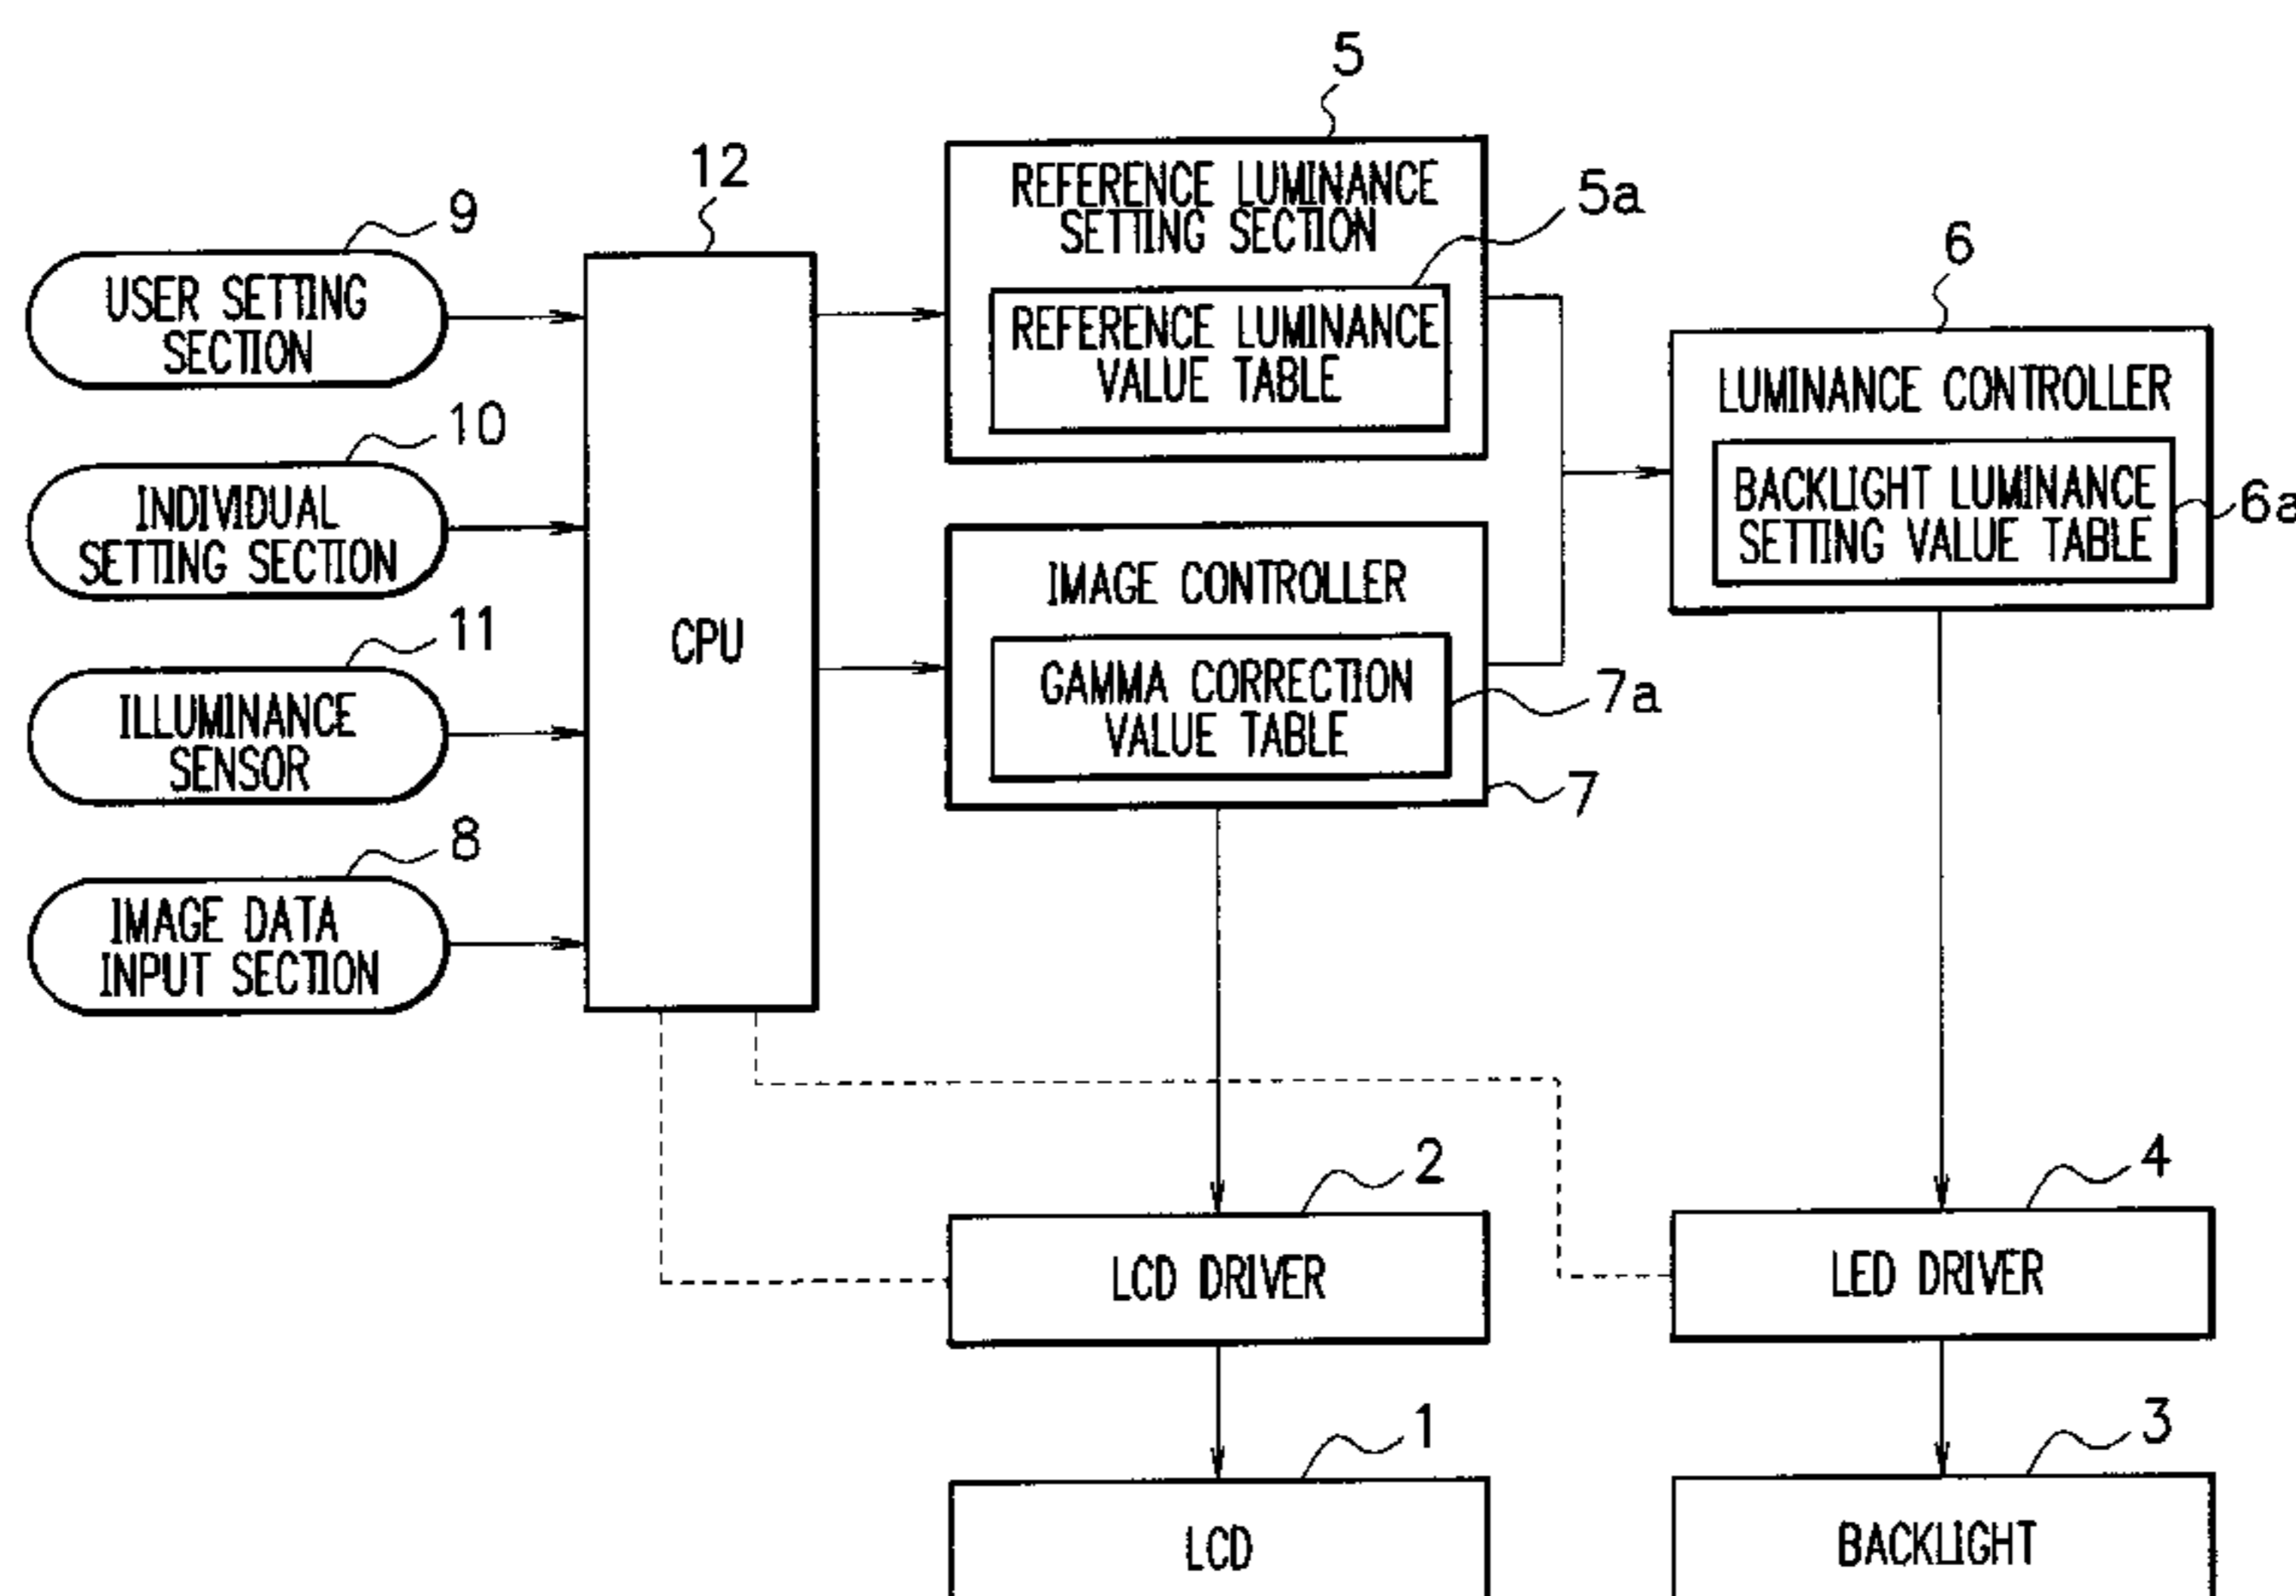 5
12
REFERENCE LUMINANCE
SETTING SECTION
5a
9
6
USER SETTING
SECTION
REFERENCE LUMINANCE
VALUE TABLE
LUMINANCE CONTROLLER
10
BACKLIGHT LUMINANCE
SETTING VALUE TABLE
6a
INDIVIDUAL
SETTING SECTION
IMAGE CONTROLLER
11
CPU
GAMMA CORRECTION
VALUE TABLE
7a
ILLUMINANCE
SENSOR
7
8
IMAGE DATA
INPUT SECTION
2
4
LCD DRIVER
LED DRIVER
1
3
LCD
BACKLIGHT